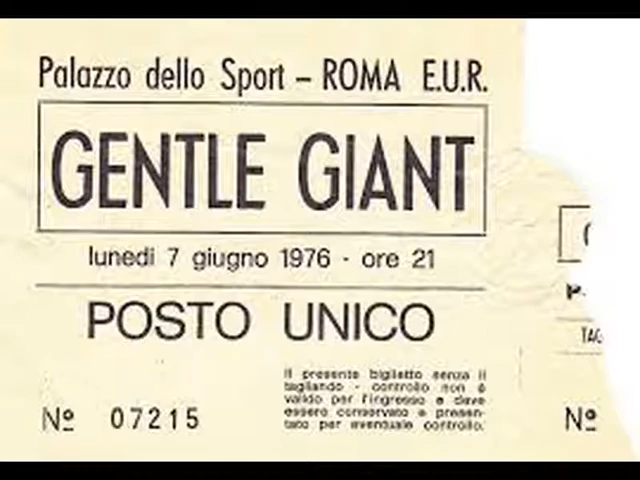 Palazzo dello Sport – ROMA E.U.R.
GENTLE GIANT
lunedì 7 giugno 1976 - ore 21
POSTO UNICO
Il presente biglietto senza il
tagliando - controllo non è
valido per l'ingresso e deve
essere conservato e presen-
tato per eventuale controllo.
Nº 07215
TAG
Nº